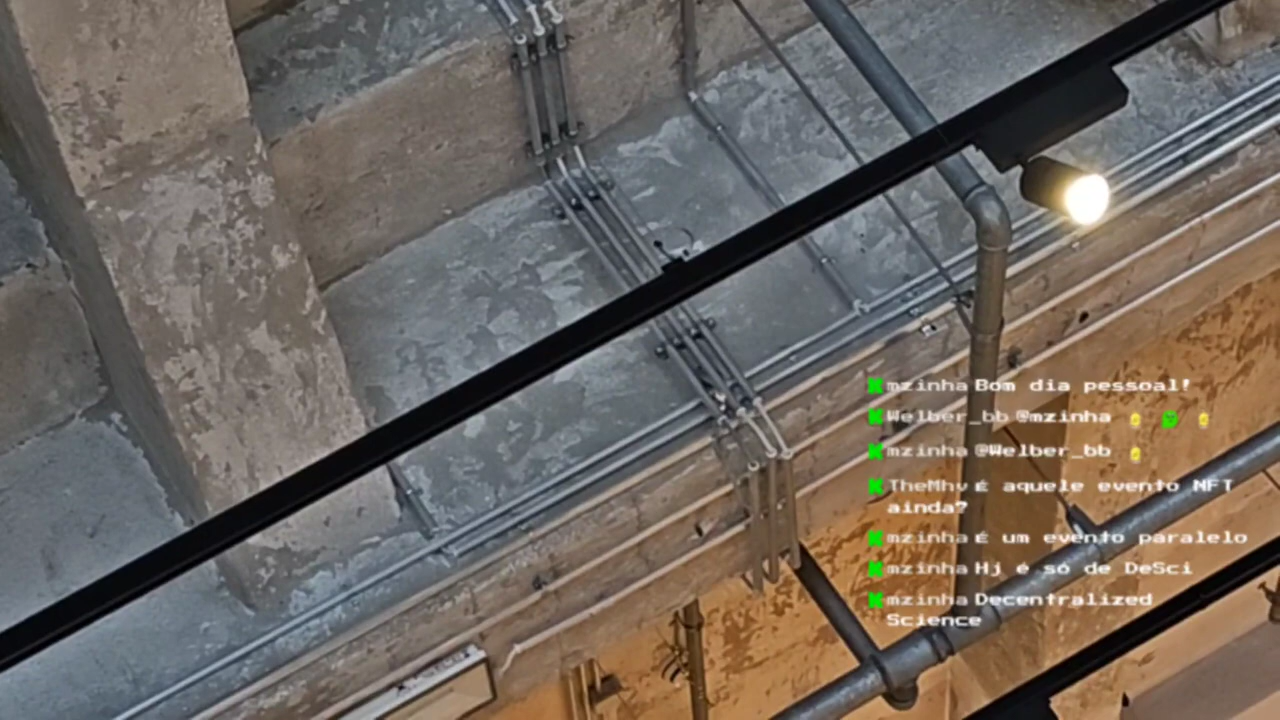 mzinha Bom dia pessoal!
Welber_bb @mzinha
mzinha @Welber_bb
TheMhv É aquele evento NFT
ainda?
mzinha É um evento paralelo
mzinha Hj é só de DeSci
mzinha Decentralized
Science